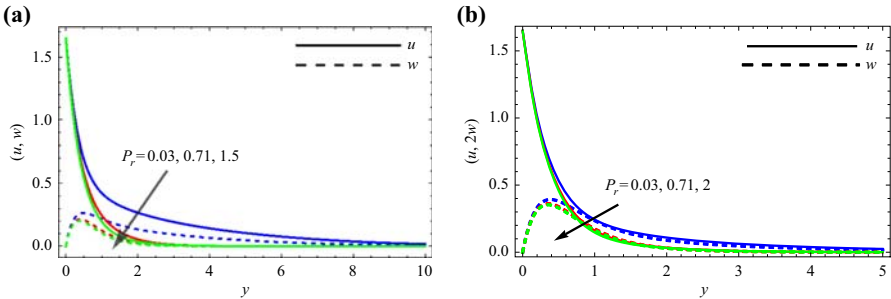 (a)
1.5
1.0
0.5
0.0
(u, w)
u
w
Pr = 0.03, 0.71, 1.5
0 2 4 6 8 10
y
(b)
1.5
1.0
0.5
0.0
(u, 2w)
u
w
Pr = 0.03, 0.71, 2
0 1 2 3 4 5
y